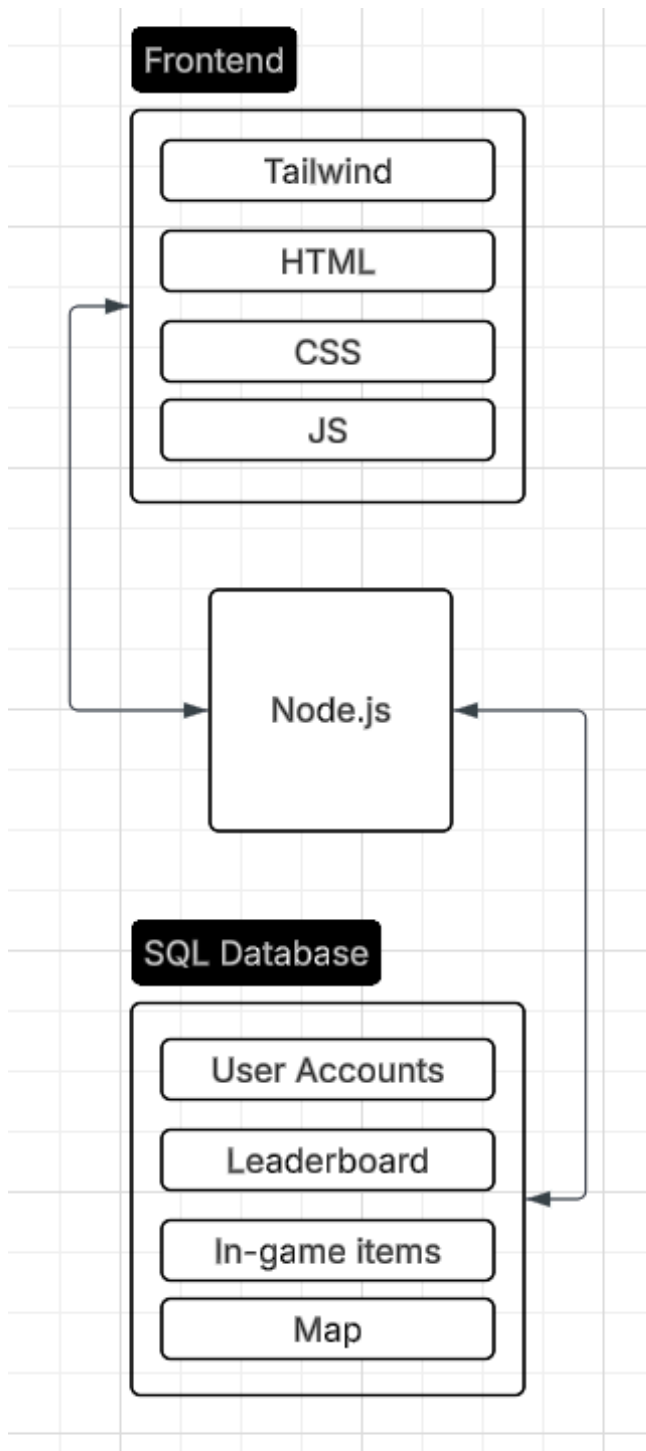 Frontend
Tailwind
HTML
CSS
JS
Node.js
SQL Database
User Accounts
Leaderboard
In-game items
Map